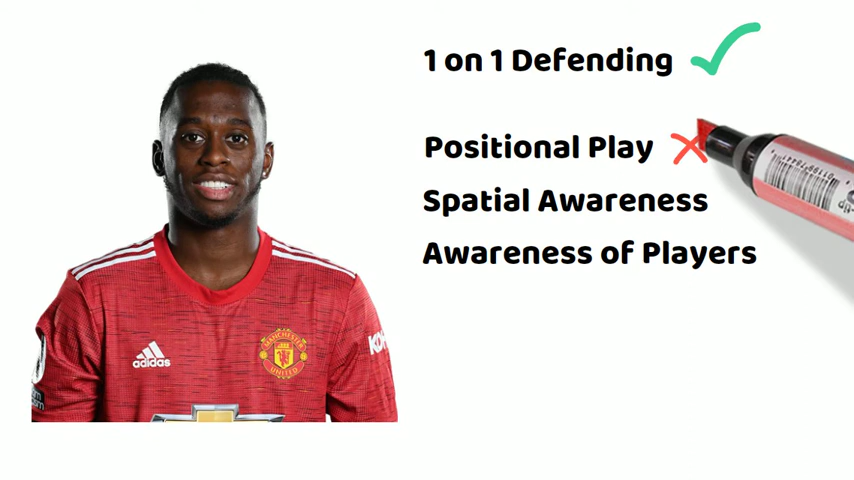 1 on 1 Defending
Positional Play
Spatial Awareness
Awareness of Players
adidas
MANCHESTER
UNITED